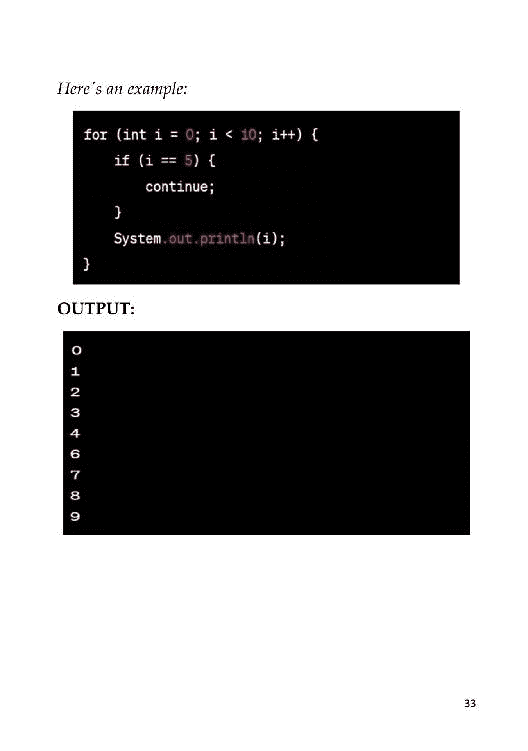 Here´s an example:
for (int i = 0; i < 10; i++) {
    if (i == 5) {
        continue;
    }
    System.out.println(i);
}
OUTPUT:
0
1
2
3
4
6
7
8
9
33